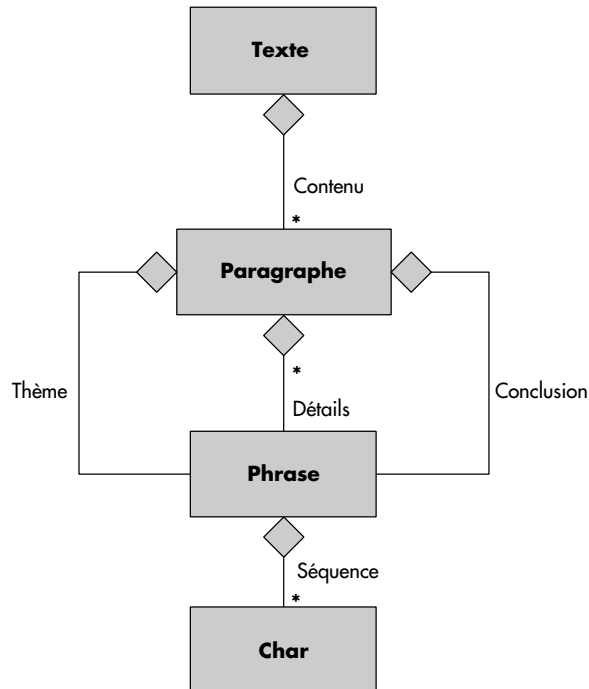 Texte
Contenu
*
Paragraphe
*
Thème
Conclusion
Détails
Phrase
Séquence
*
Char